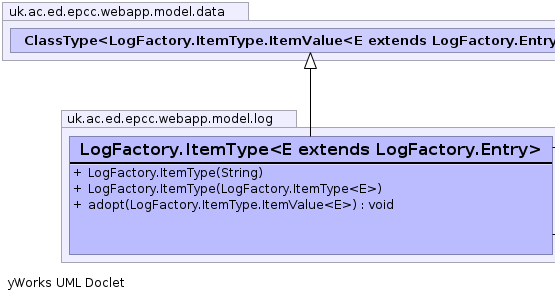 uk.ac.ed.epcc.webapp.model.data
ClassType<LogFactory.ItemType.ItemValue<E extends LogFactory.Entry
uk.ac.ed.epcc.webapp.model.log
LogFactory.ItemType<E extends LogFactory.Entry>
+ LogFactory.ItemType(String)
+ LogFactory.ItemType(LogFactory.ItemType<E>)
+ adopt(LogFactory.ItemType.ItemValue<E>) : void
yWorks UML Doclet